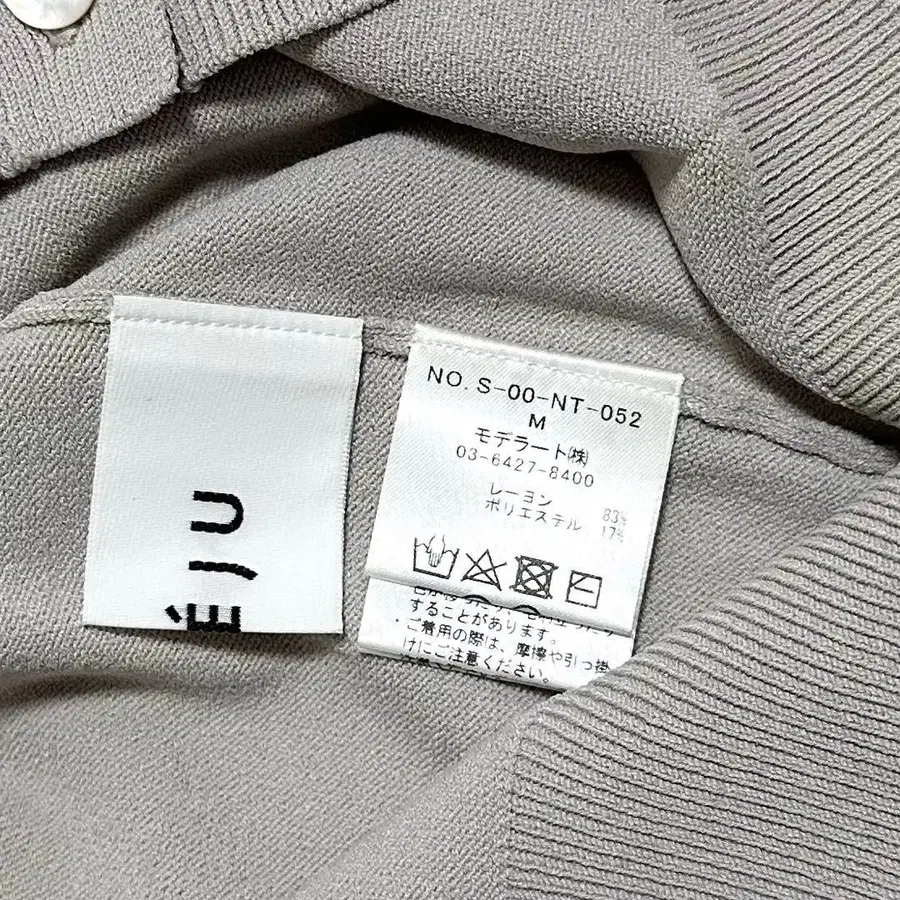 NO. S-00-NT-052
M
モデラート㈱
03-6427-8400
レーヨン 83%
ポリエステル 17%
することがあります。
・ご着用の際は、摩擦や引っ掛
けにご注意ください。